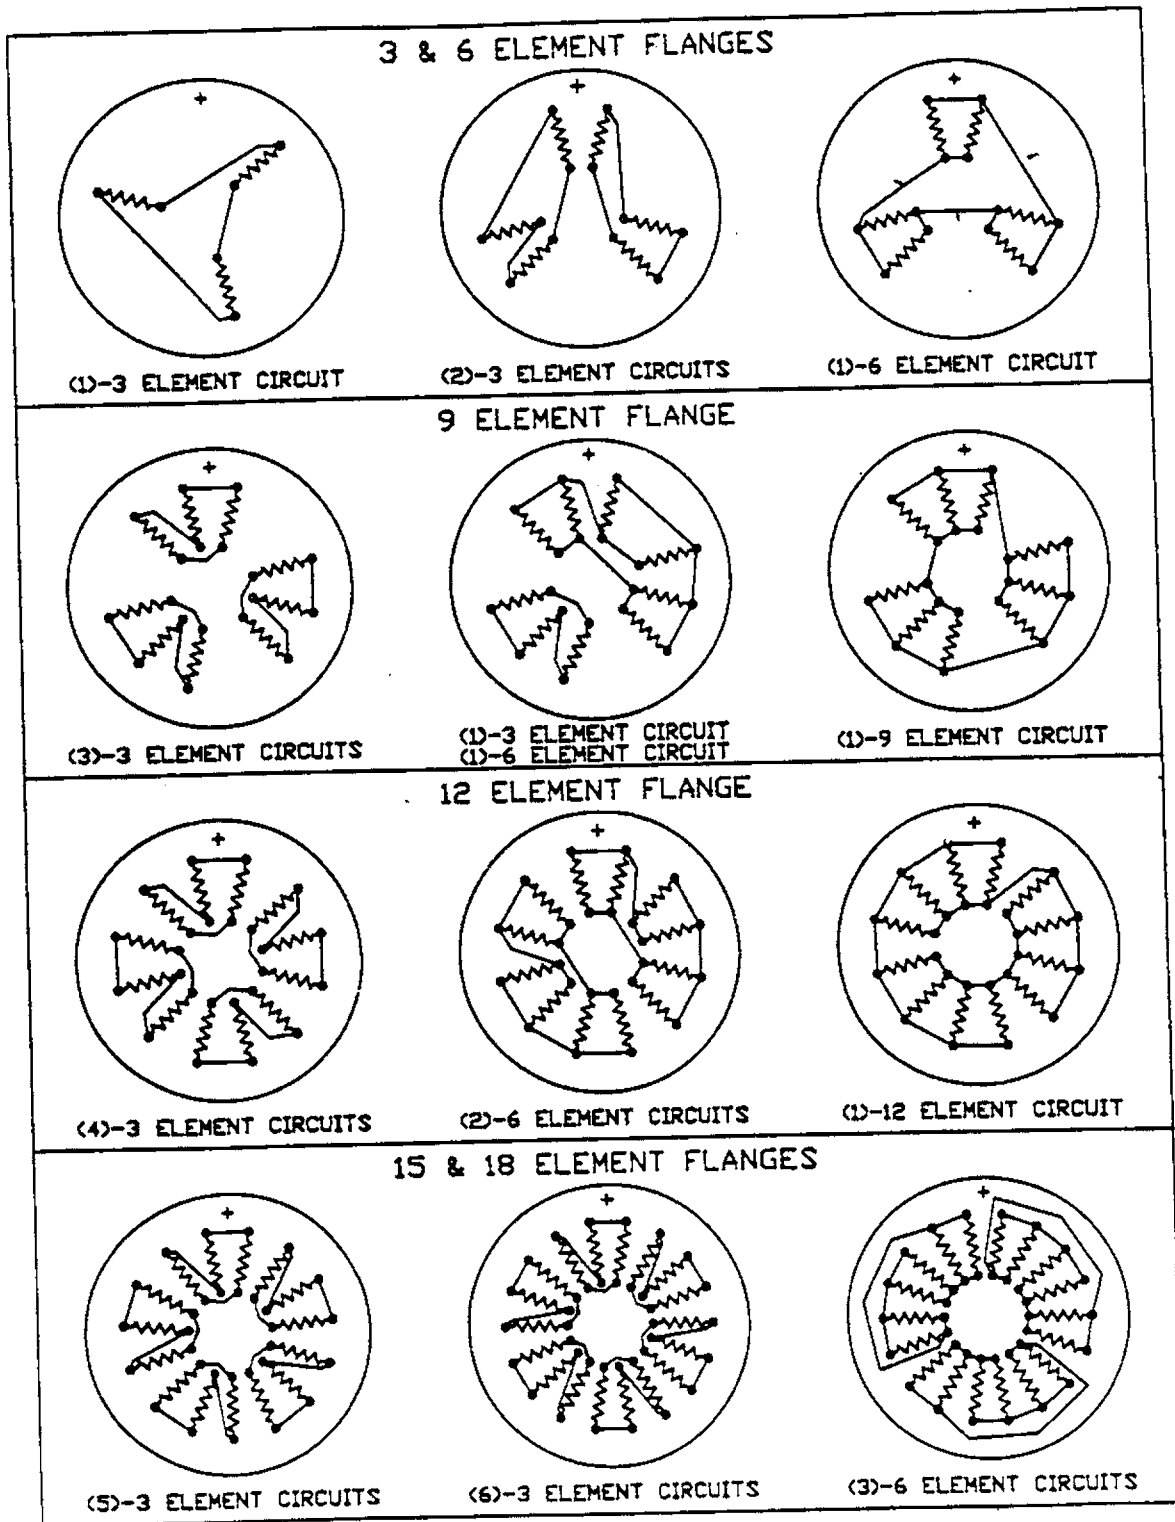 3 & 6 ELEMENT FLANGES
+
+
+
(1)-3 ELEMENT CIRCUIT
(2)-3 ELEMENT CIRCUITS
(1)-6 ELEMENT CIRCUIT
9 ELEMENT FLANGE
+
+
+
(3)-3 ELEMENT CIRCUITS
(1)-3 ELEMENT CIRCUIT
(1)-6 ELEMENT CIRCUIT
(1)-9 ELEMENT CIRCUIT
12 ELEMENT FLANGE
+
+
+
(4)-3 ELEMENT CIRCUITS
(2)-6 ELEMENT CIRCUITS
(1)-12 ELEMENT CIRCUIT
15 & 18 ELEMENT FLANGES
+
+
+
(5)-3 ELEMENT CIRCUITS
(6)-3 ELEMENT CIRCUITS
(3)-6 ELEMENT CIRCUITS